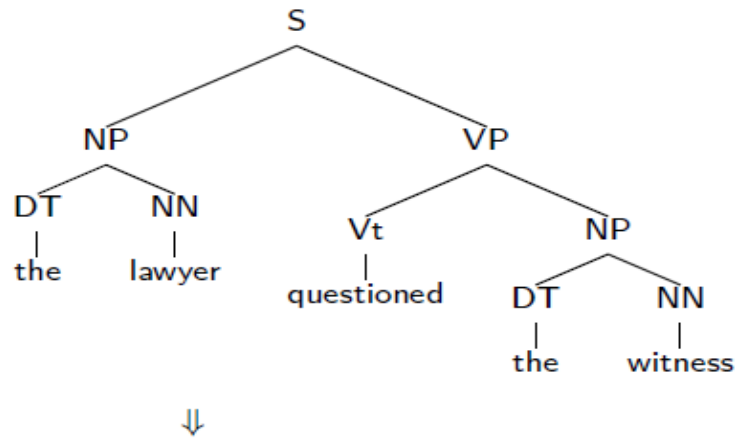 S
NP VP
DT NN Vt NP
the lawyer questioned DT NN
the witness
⇓